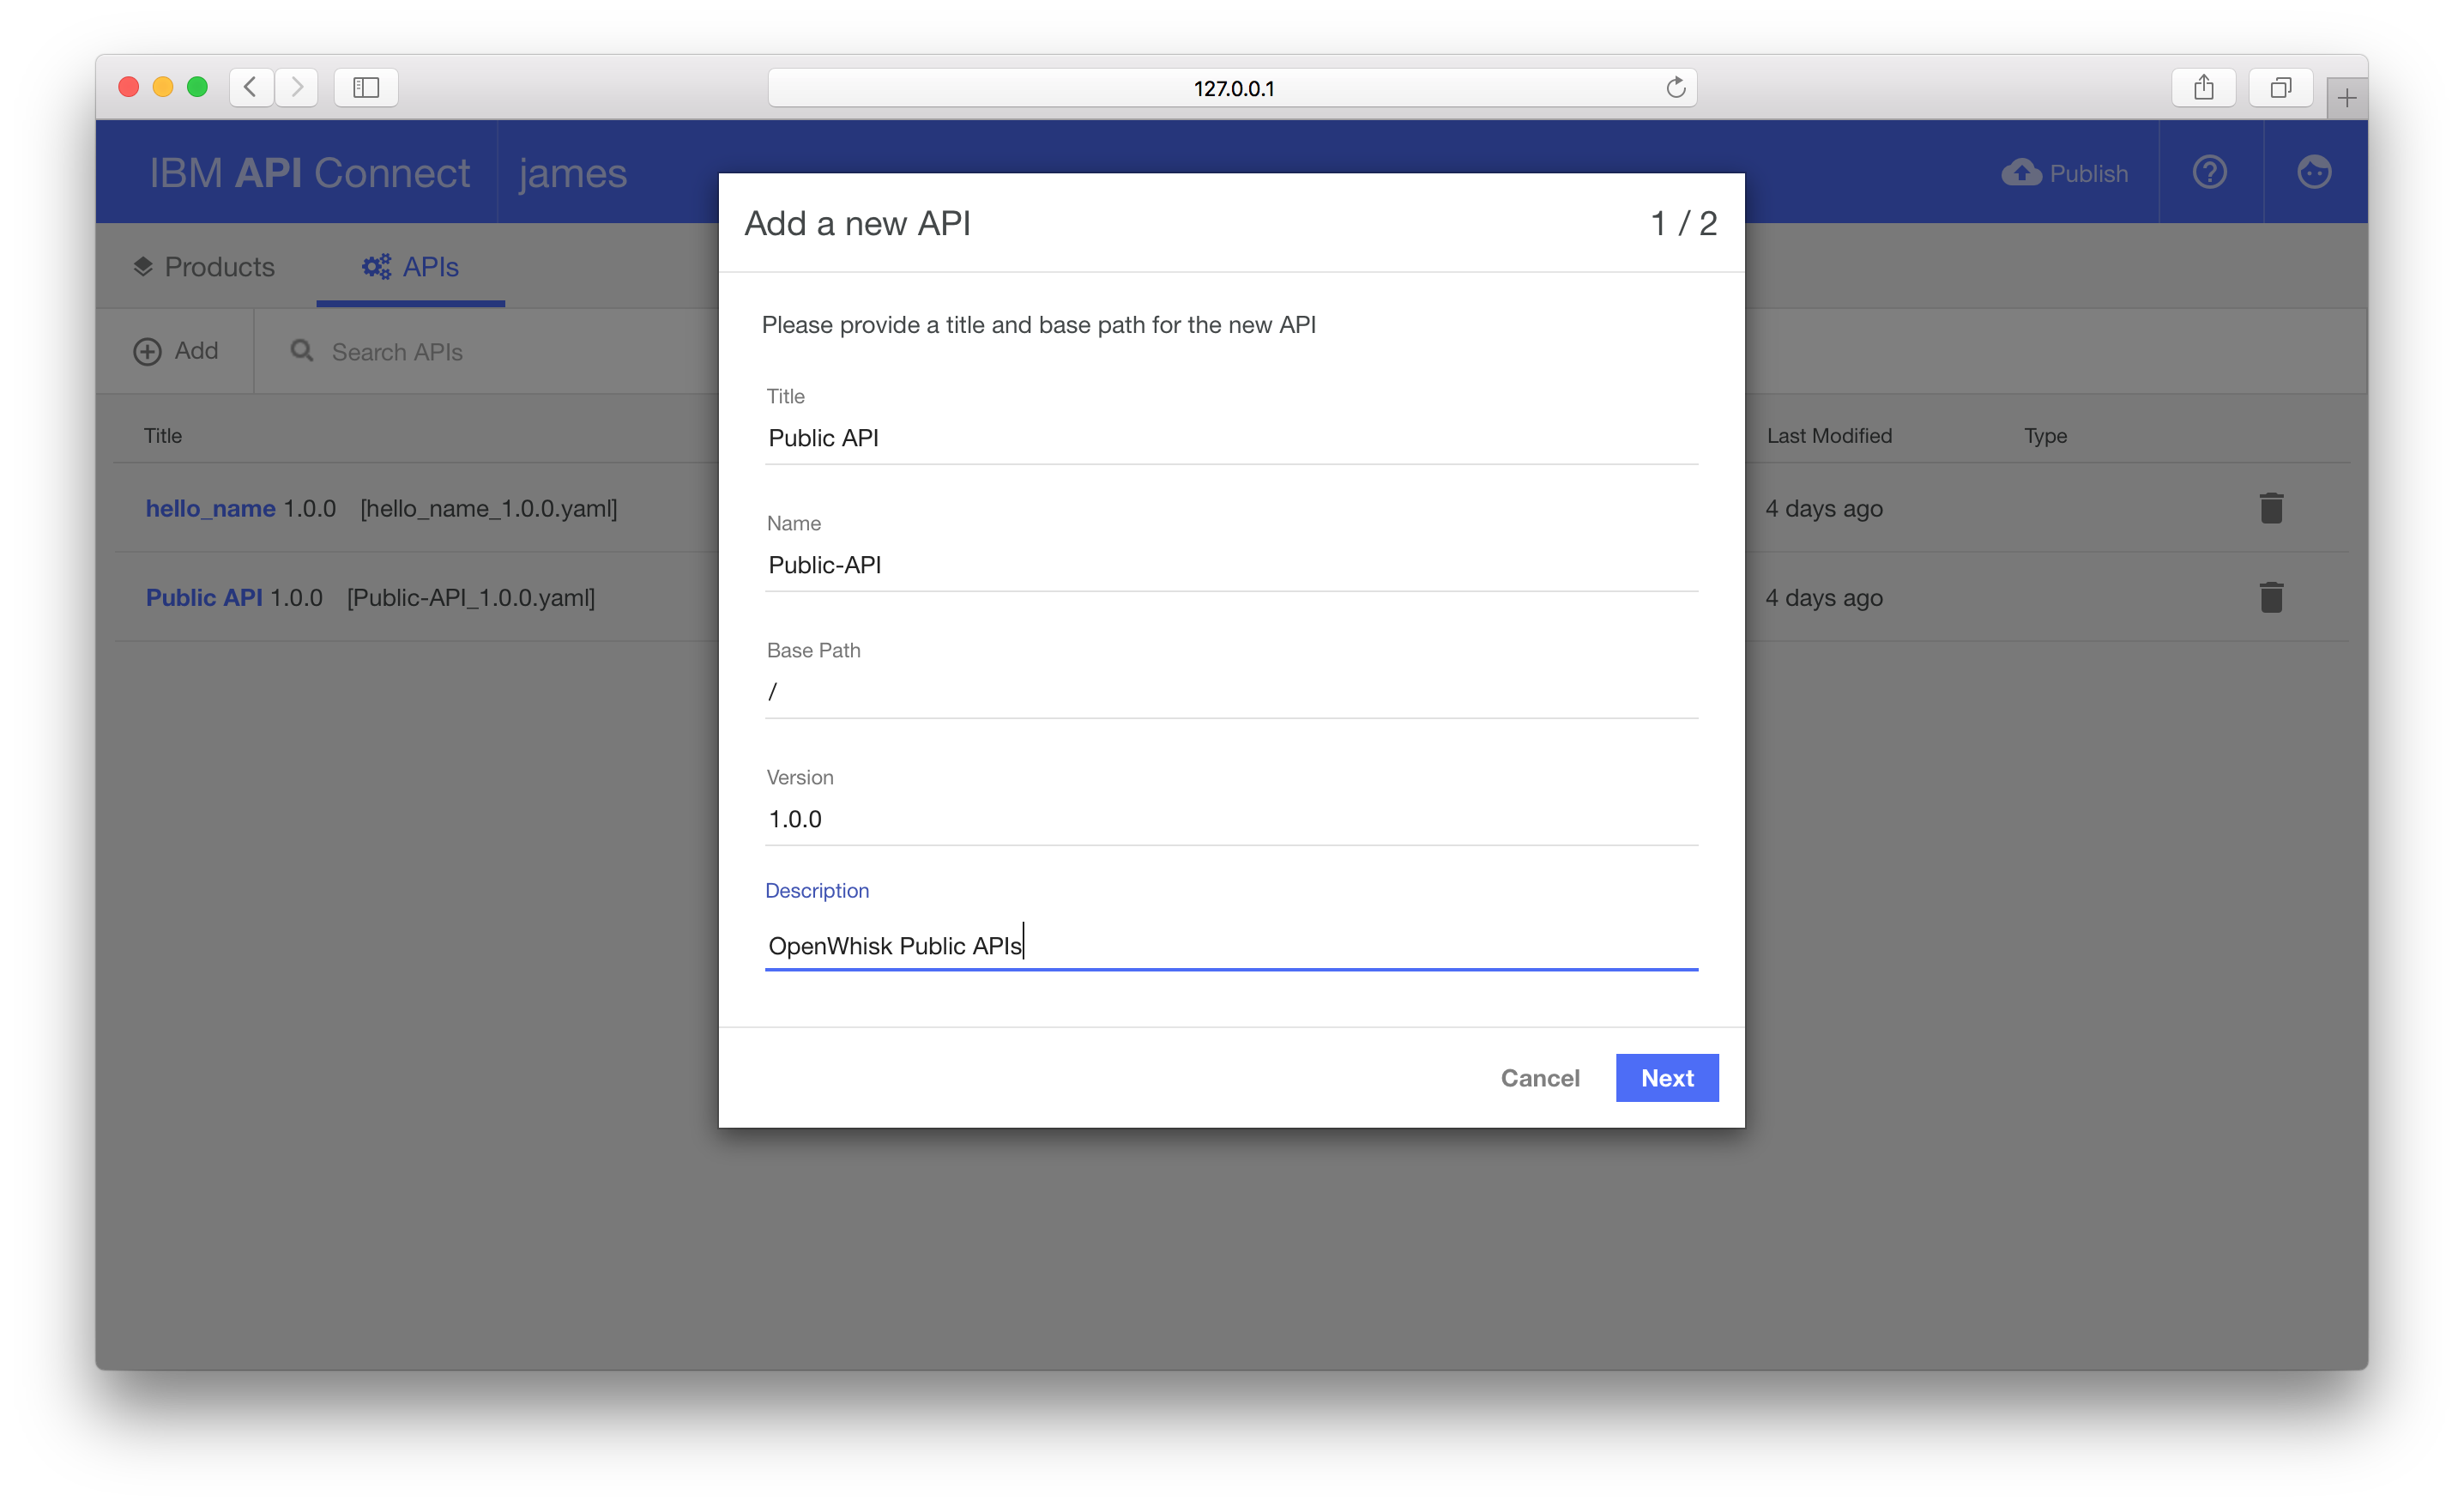 127.0.0.1
IBM API Connect james Publish
Add a new API 1 / 2
Products APIs
Please provide a title and base path for the new API
Add Search APIs
Title
Public API
Title Last Modified Type
hello_name 1.0.0 [hello_name_1.0.0.yaml] 4 days ago
Name
Public-API
Public API 1.0.0 [Public-API_1.0.0.yaml] 4 days ago
Base Path
/
Version
1.0.0
Description
OpenWhisk Public APIs
Cancel Next